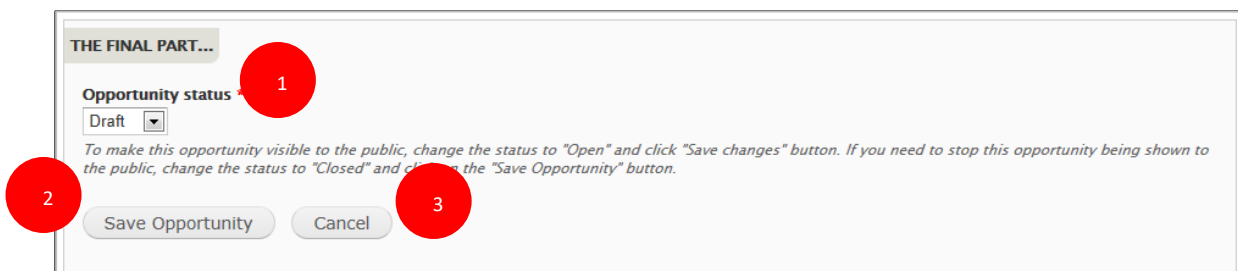 THE FINAL PART...
1
Opportunity status *
Draft
To make this opportunity visible to the public, change the status to "Open" and click "Save changes" button. If you need to stop this opportunity being shown to
the public, change the status to "Closed" and the "Save Opportunity" button.
2
3
Save Opportunity Cancel